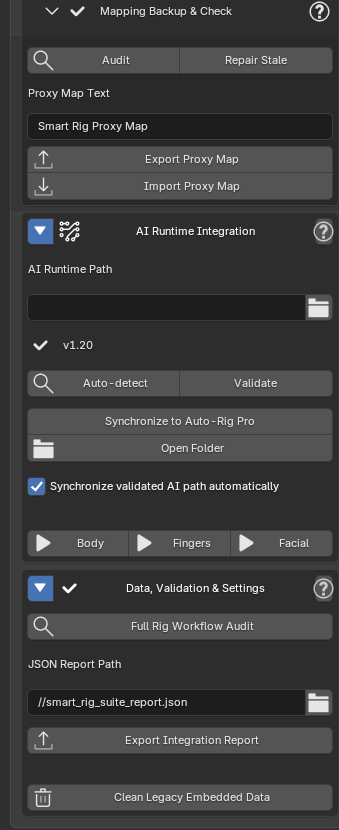 Mapping Backup & Check
Audit
Repair Stale
Proxy Map Text
Smart Rig Proxy Map
Export Proxy Map
Import Proxy Map
AI Runtime Integration
AI Runtime Path
v1.20
Auto-detect
Validate
Synchronize to Auto-Rig Pro
Open Folder
Synchronize validated AI path automatically
Body
Fingers
Facial
Data, Validation & Settings
Full Rig Workflow Audit
JSON Report Path
//smart_rig_suite_report.json
Export Integration Report
Clean Legacy Embedded Data